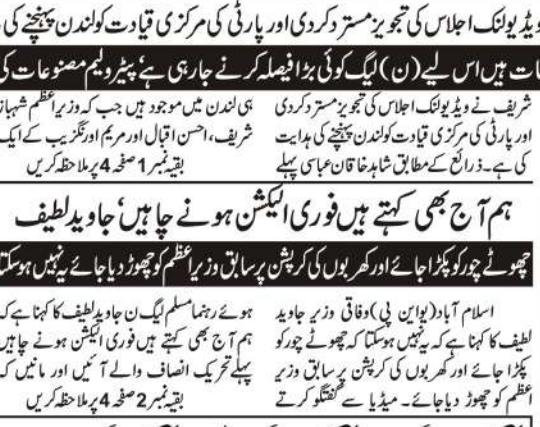 ویڈیو لنک اجلاس کی تجویز مسترد کردی اور پارٹی کی مرکزی قیادت کو لندن پہنچنے کی
ات ہیں اس لیے (ن) لیگ کوئی بڑا فیصلہ کرنے جارہی ہے، پیٹرولیم مصنوعات کی
شریف نے ویڈیو لنک اجلاس کی تجویز مسترد کردی
اور پارٹی کی مرکزی قیادت کو لندن پہنچنے کی ہدایت
کی ہے۔ ذرائع کے مطابق شاہد خاقان عباسی پہلے
ہی لندن میں موجود ہیں جب کہ وزیراعظم شہباز
شریف، احسن اقبال اور مریم اورنگزیب کے ایک
بقیہ نمبر 1 صفحہ 4 پر ملاحظہ کریں
ہم آج بھی کہتے ہیں فوری الیکشن ہونے چاہیں، جاوید لطیف
چھوٹے چور کو پکڑا جائے اور کھربوں کی کرپشن پر سابق وزیراعظم کو چھوڑ دیا جائے یہ نہیں ہوسکتا
اسلام آباد (یو این پی) وفاقی وزیر جاوید
لطیف کا کہنا ہے کہ یہ نہیں ہوسکتا کہ چھوٹے چور کو
پکڑا جائے اور کھربوں کی کرپشن پر سابق وزیر
اعظم کو چھوڑ دیا جائے۔ میڈیا سے گفتگو کرتے
ہوئے رہنما مسلم لیگ ن جاوید لطیف کا کہنا ہے کہ
ہم آج بھی کہتے ہیں فوری الیکشن ہونے چاہیں
پہلے تحریک انصاف والے آئیں اور مانیں کہ
بقیہ نمبر 2 صفحہ 4 پر ملاحظہ کریں